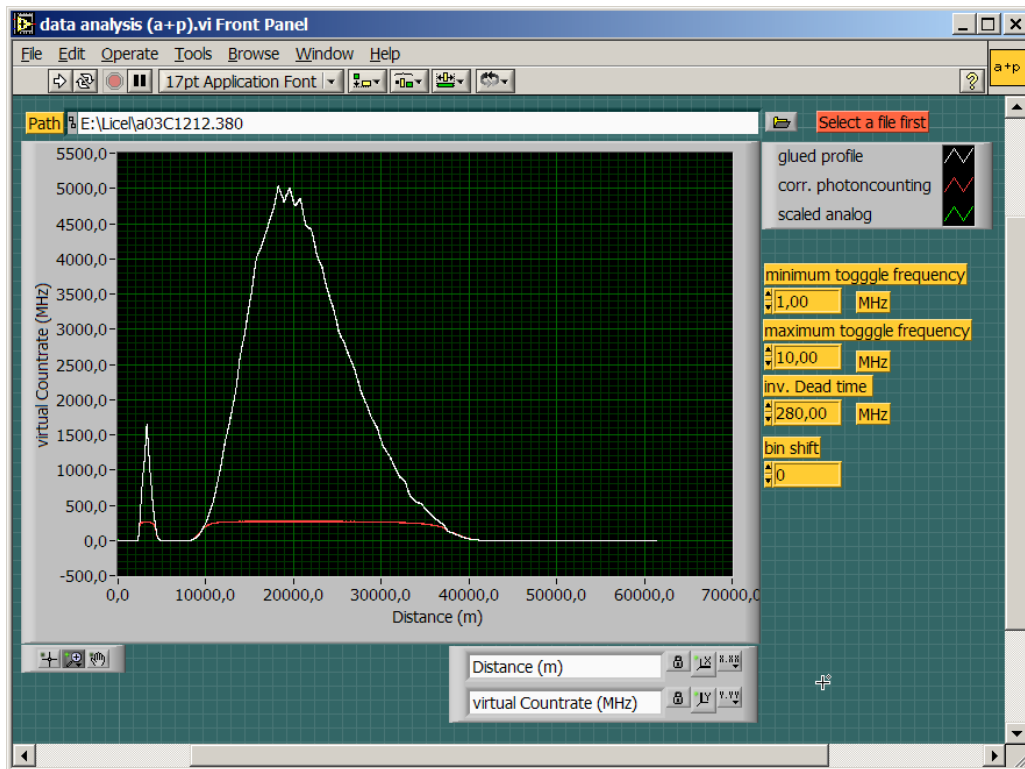 data analysis (a+p).vi Front Panel
File Edit Operate Tools Browse Window Help
17pt Application Font
?
a+p
Path E:\Licel\a03C1212.380
Select a file first
glued profile
corr. photoncounting
scaled analog
5500,0
5000,0
4500,0
4000,0
3500,0
3000,0
2500,0
2000,0
1500,0
1000,0
500,0
0,0
-500,0
virtual Countrate (MHz)
0,0 10000,0 20000,0 30000,0 40000,0 50000,0 60000,0 70000,0
Distance (m)
minimum togggle frequency
1,00 MHz
maximum togggle frequency
10,00 MHz
inv. Dead time
280,00 MHz
bin shift
0
Distance (m) X X.XX
virtual Countrate (MHz) Y Y.YY